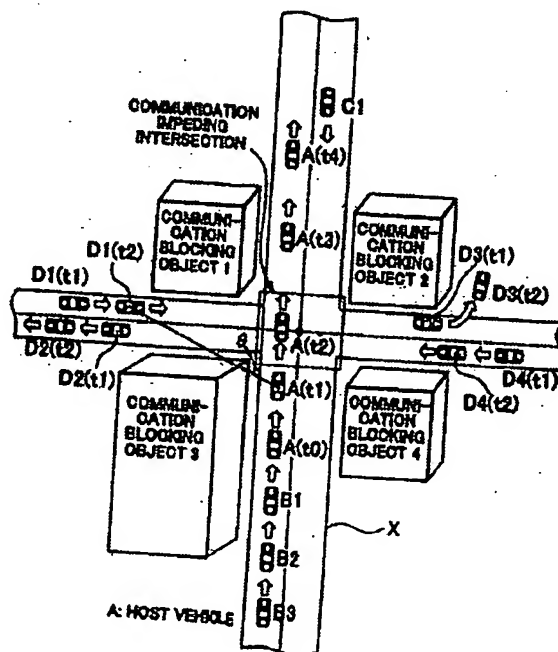 C1
COMMUNICATION
IMPEDING
INTERSECTION
A(t4)
COMMUNI-
CATION
BLOCKING
OBJECT 1
COMMUNI-
CATION
BLOCKING
OBJECT 2
D3(t1)
A(t3)
D1(t2)
D1(t1)
D3(t2)
D2(t2)
D2(t1)
θ
A(t2)
D4(t1)
D4(t2)
A(t1)
COMMUNI-
CATION
BLOCKING
OBJECT 3
COMMUNI-
CATION
BLOCKING
OBJECT 4
A(t0)
B1
X
B2
A: HOST VEHICLE
B3